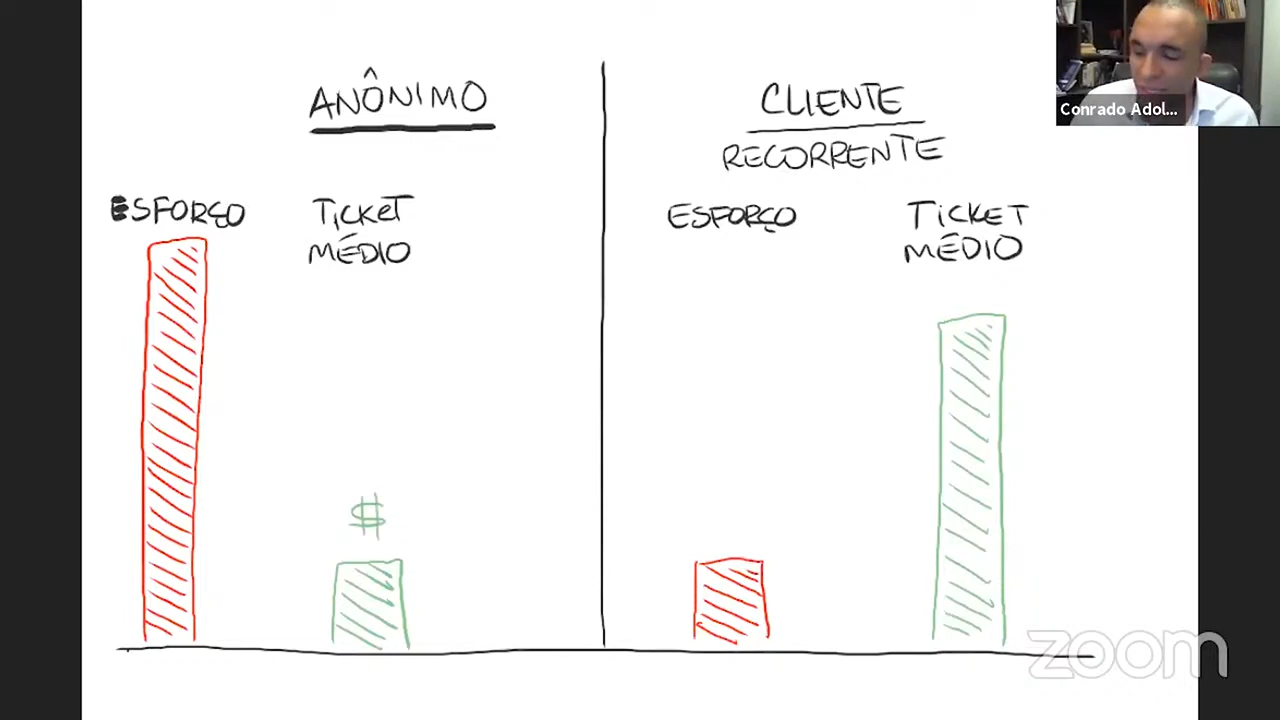 ANÔNIMO
ESFORÇO
TICKET
MÉDIO
$
CLIENTE
RECORRENTE
ESFORÇO
TICKET
MÉDIO
Conrado Adol...
zoom